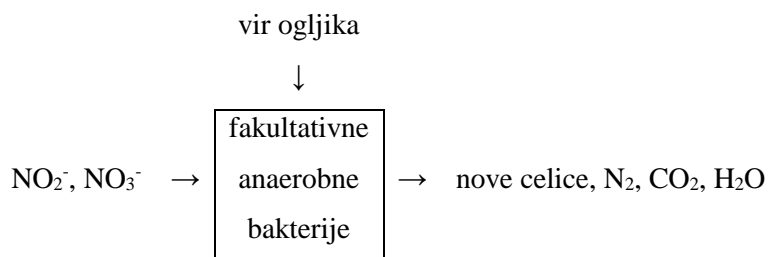 vir ogljika
↓
fakultativne
NO₂⁻, NO₃⁻ → anaerobne → nove celice, N₂, CO₂, H₂O
bakterije